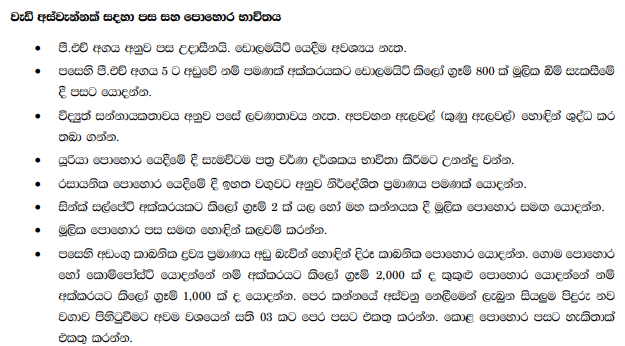 වැඩි අස්වැන්නක් සඳහා පස සහ පොහොර භාවිතය
• පී.එච් අගය අනුව පස උදාසීනයි. ඩොලමයිට් යෙදීම අවශ්‍යය නැත.
• පසෙහි පී.එච් අගය 5 ට අඩුවේ නම් පමණක් අක්කරයකට ඩොලමයිට් කිලෝ ග්‍රෑම් 800 ක් මූලික බිම් සැකසීමේ
දී පසට යොදන්න.
• විද්‍යුත් සන්නායකතාවය අනුව පසේ ලවණතාවය නැත. අපවහන ඇලවල් (කුණු ඇලවල්) හොඳින් ශුද්ධ කර
තබා ගන්න.
• යූරියා පොහොර යෙදීමේ දී සැමවිටම පත්‍ර වර්ණ දර්ශකය භාවිතා කිරීමට උනන්දු වන්න.
• රසායනික පොහොර යෙදීමේ දී ඉහත වගුවට අනුව නිර්දේශිත ප්‍රමාණය පමණක් යොදන්න.
• සින්ක් සල්පේට් අක්කරයකට කිලෝ ග්‍රෑම් 2 ක් යල හෝ මහ කන්නයක දී මූලික පොහොර සමඟ යොදන්න.
• මූලික පොහොර පස සමඟ හොඳින් කලවම් කරන්න.
• පසෙහි අඩංගු කාබනික ද්‍රව්‍ය ප්‍රමාණය අඩු බැවින් හොඳින් දිරූ කාබනික පොහොර යොදන්න. ගොම පොහොර
හෝ කොම්පෝස්ට් යොදන්නේ නම් අක්කරයට කිලෝ ග්‍රෑම් 2,000 ක් ද කුකුළු පොහොර යොදන්නේ නම්
අක්කරයට කිලෝ ග්‍රෑම් 1,000 ක් ද යොදන්න. පෙර කන්නයේ අස්වනු නෙලීමෙන් ලැබුන සියලුම පිදුරු නව
වගාව පිහිටුවීමට අවම වශයෙන් සති 03 කට පෙර පසට එකතු කරන්න. කොළ පොහොර පසට හැකිතාක්
එකතු කරන්න.